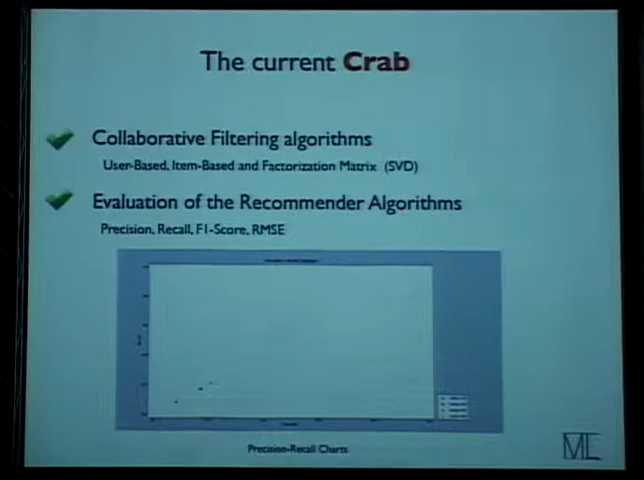 The current Crab
Collaborative Filtering algorithms
User-Based, Item-Based and Factorization Matrix (SVD)
Evaluation of the Recommender Algorithms
Precision, Recall, F1-Score, RMSE
Precision-Recall Charts